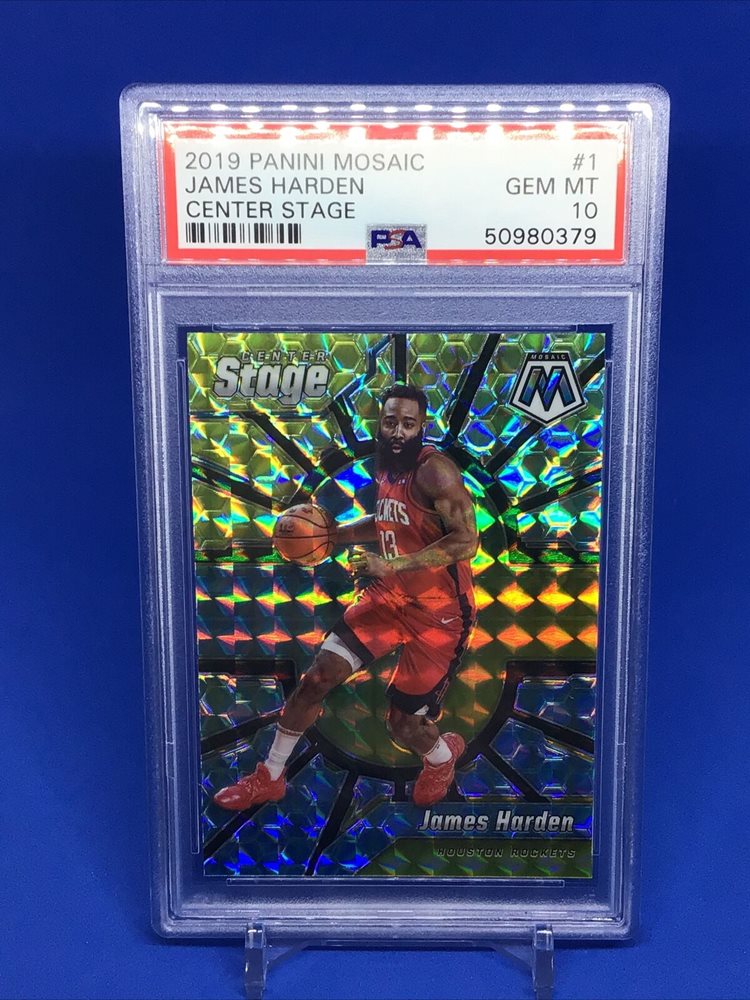 2019 PANINI MOSAIC #1
JAMES HARDEN GEM MT
CENTER STAGE 10
PSA 50980379
CENTER
Stage
MOSAIC
M
ROCKETS
13
James Harden
HOUSTON ROCKETS